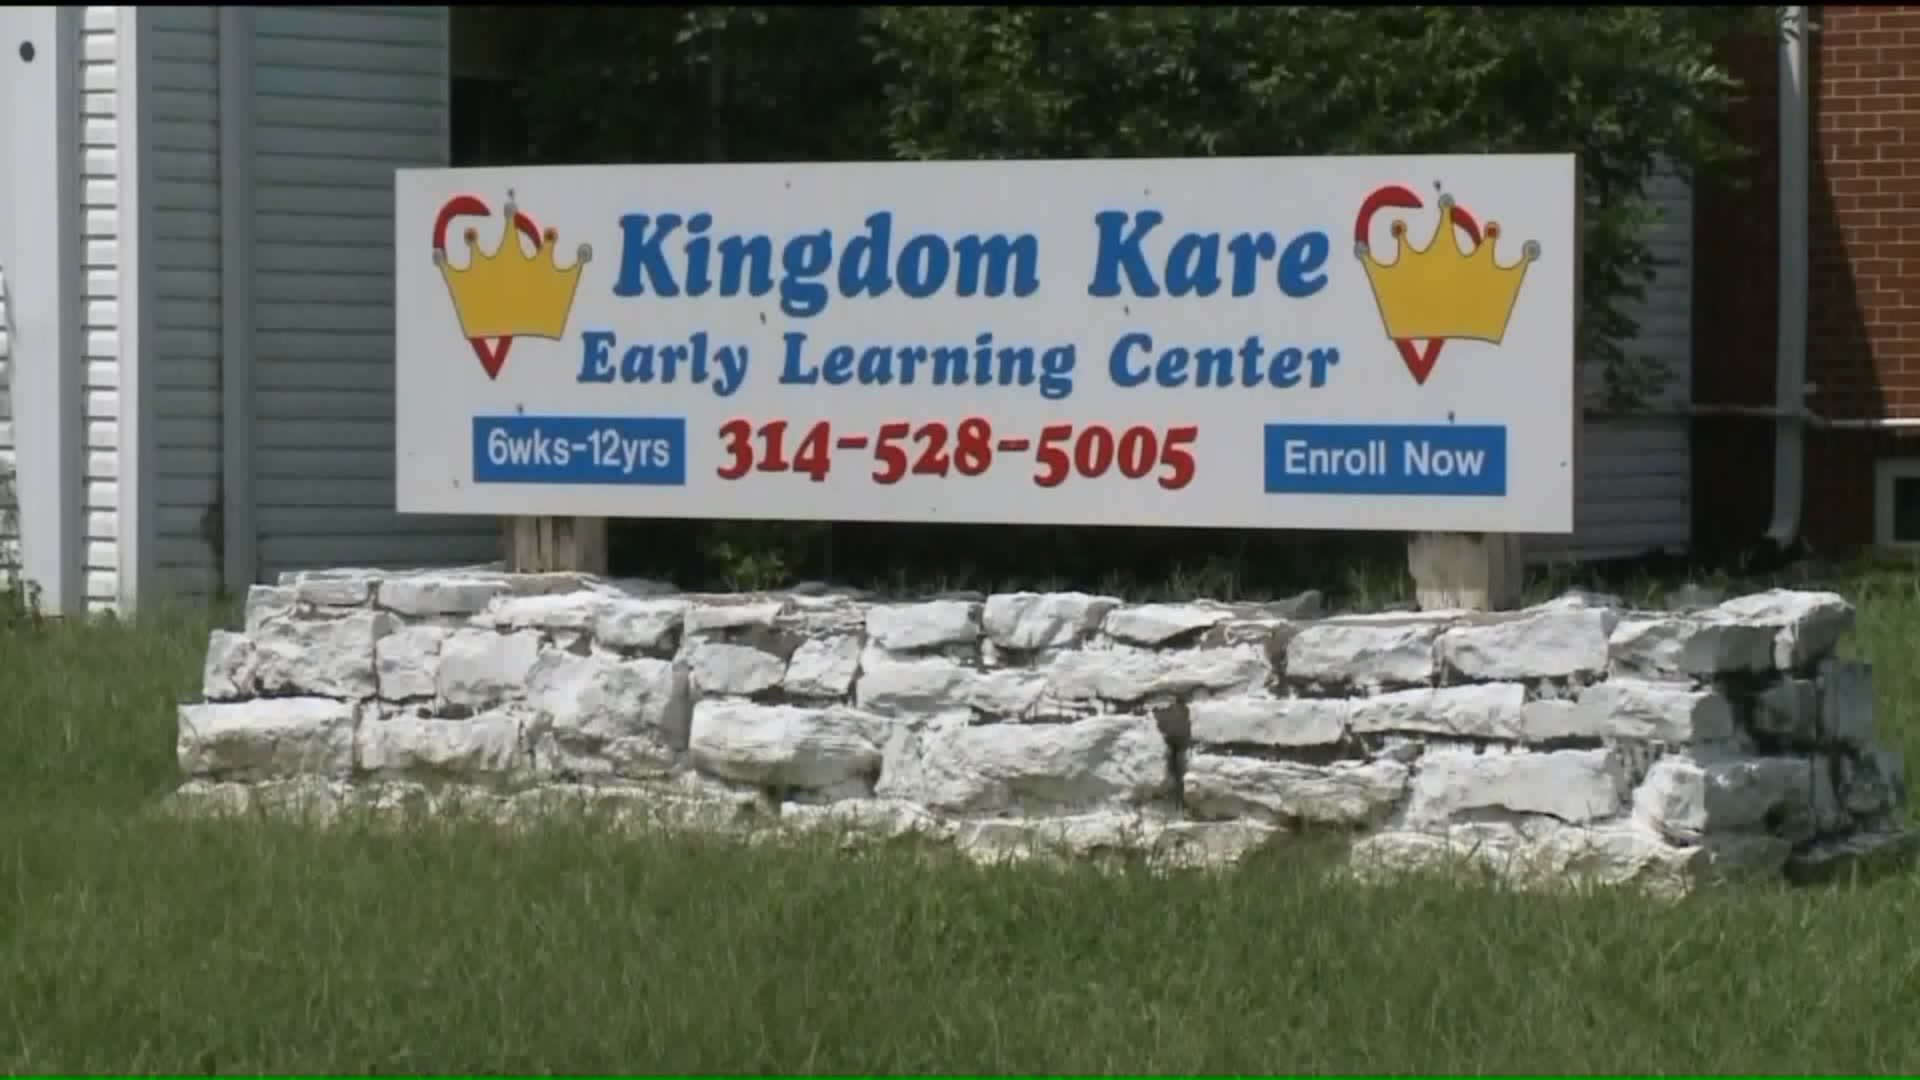 Kingdom Kare
Early Learning Center
6wks-12yrs 314-528-5005 Enroll Now